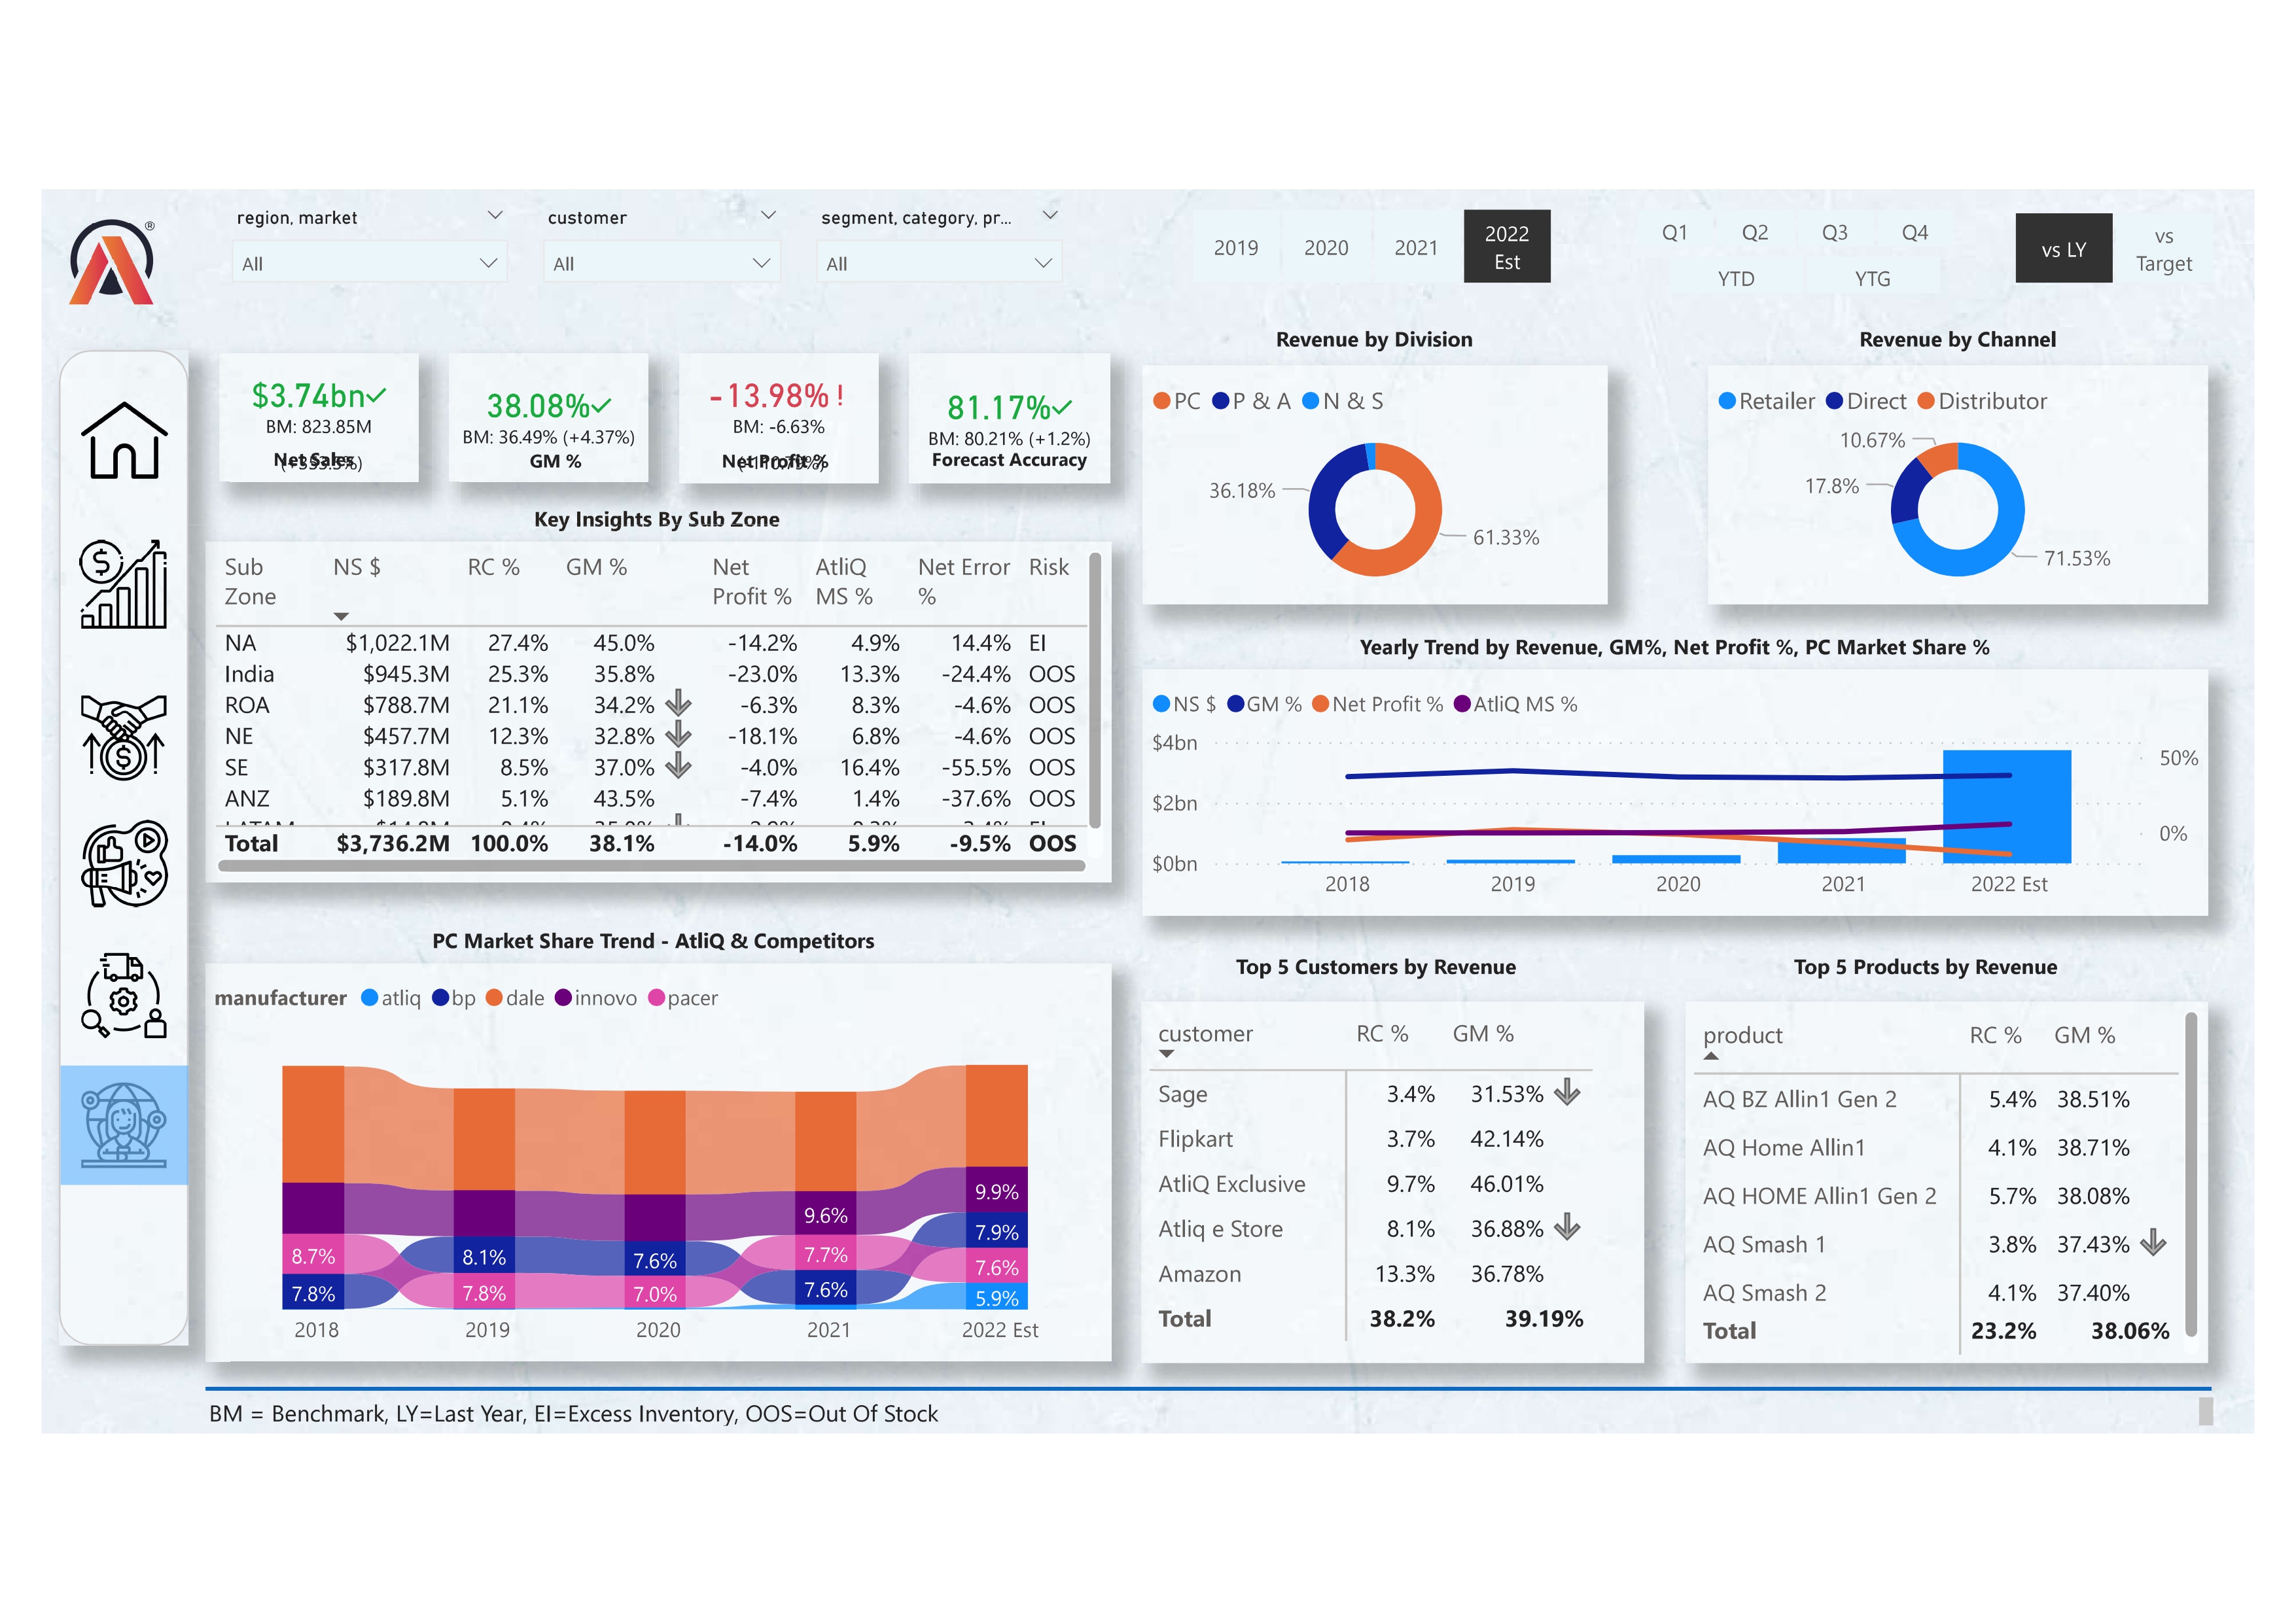 ®
region, market
customer
segment, category, pr...
All
All
All
2019
2020
2021
2022
Est
Q1
Q2
Q3
Q4
YTD
YTG
vs LY
vs
Target
$3.74bn
BM: 823.85M
Net Sales
38.08%
BM: 36.49% (+4.37%)
GM %
-13.98% !
BM: -6.63%
Net Profit %
81.17%
BM: 80.21% (+1.2%)
Forecast Accuracy
Revenue by Division
PC P & A N & S
36.18%
61.33%
Revenue by Channel
Retailer Direct Distributor
10.67%
17.8%
71.53%
Key Insights By Sub Zone
Sub Zone NS $ RC % GM % Net Profit % AtliQ MS % Net Error % Risk
NA $1,022.1M 27.4% 45.0% -14.2% 4.9% 14.4% EI
India $945.3M 25.3% 35.8% -23.0% 13.3% -24.4% OOS
ROA $788.7M 21.1% 34.2% -6.3% 8.3% -4.6% OOS
NE $457.7M 12.3% 32.8% -18.1% 6.8% -4.6% OOS
SE $317.8M 8.5% 37.0% -4.0% 16.4% -55.5% OOS
ANZ $189.8M 5.1% 43.5% -7.4% 1.4% -37.6% OOS
Total $3,736.2M 100.0% 38.1% -14.0% 5.9% -9.5% OOS
Yearly Trend by Revenue, GM%, Net Profit %, PC Market Share %
NS $ GM % Net Profit % AtliQ MS %
$4bn
$2bn
$0bn
50%
0%
2018 2019 2020 2021 2022 Est
PC Market Share Trend - AtliQ & Competitors
manufacturer atliq bp dale innovo pacer
8.7%
7.8%
8.1%
7.8%
7.6%
7.0%
9.6%
7.7%
7.6%
9.9%
7.9%
7.6%
5.9%
2018 2019 2020 2021 2022 Est
Top 5 Customers by Revenue
customer RC % GM %
Sage 3.4% 31.53%
Flipkart 3.7% 42.14%
AtliQ Exclusive 9.7% 46.01%
Atliq e Store 8.1% 36.88%
Amazon 13.3% 36.78%
Total 38.2% 39.19%
Top 5 Products by Revenue
product RC % GM %
AQ BZ Allin1 Gen 2 5.4% 38.51%
AQ Home Allin1 4.1% 38.71%
AQ HOME Allin1 Gen 2 5.7% 38.08%
AQ Smash 1 3.8% 37.43%
AQ Smash 2 4.1% 37.40%
Total 23.2% 38.06%
BM = Benchmark, LY=Last Year, EI=Excess Inventory, OOS=Out Of Stock